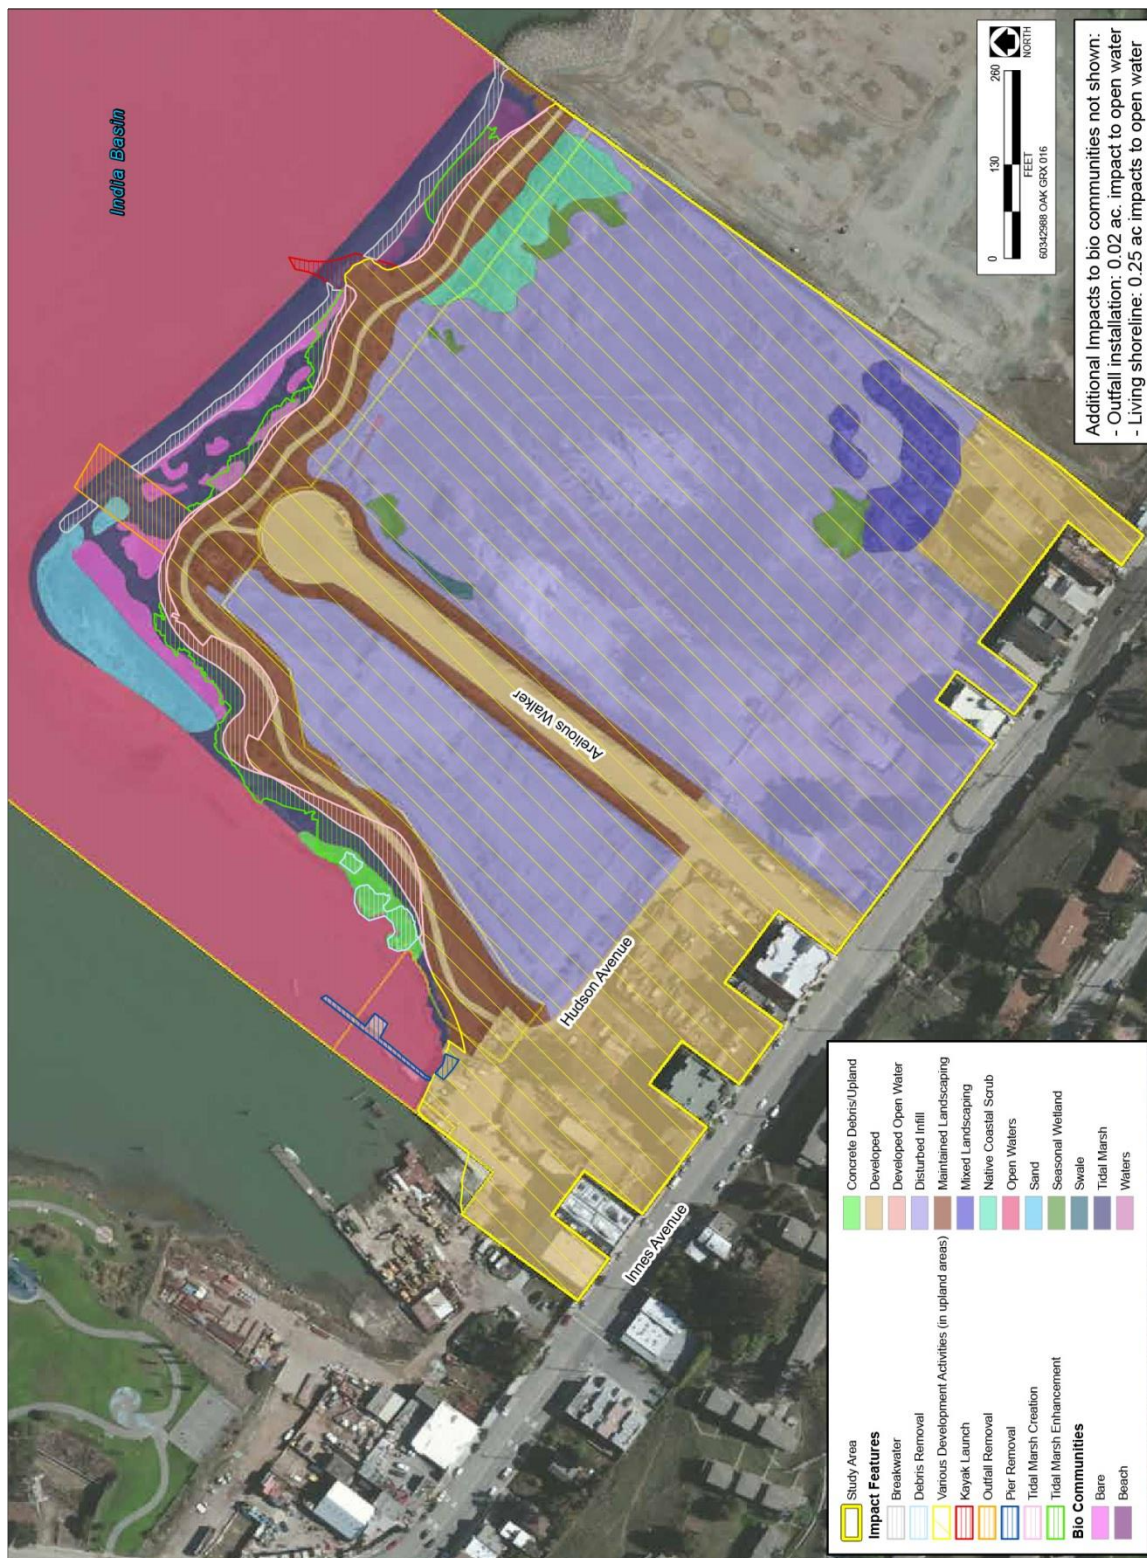 India Basin
Arelious Walker
Hudson Avenue
Innes Avenue
NORTH
0 130 260
FEET
60342988 OAK GRX 016
Additional Impacts to bio communities not shown:
- Outfall installation: 0.02 ac. impact to open water
- Living shoreline: 0.25 ac impacts to open water
Study Area
Impact Features
Breakwater
Debris Removal
Various Development Activities (in upland areas)
Kayak Launch
Outfall Removal
Pier Removal
Tidal Marsh Creation
Tidal Marsh Enhancement
Bio Communities
Bare
Beach
Concrete Debris/Upland
Developed
Developed Open Water
Disturbed Infill
Maintained Landscaping
Mixed Landscaping
Native Coastal Scrub
Open Waters
Sand
Seasonal Wetland
Swale
Tidal Marsh
Waters